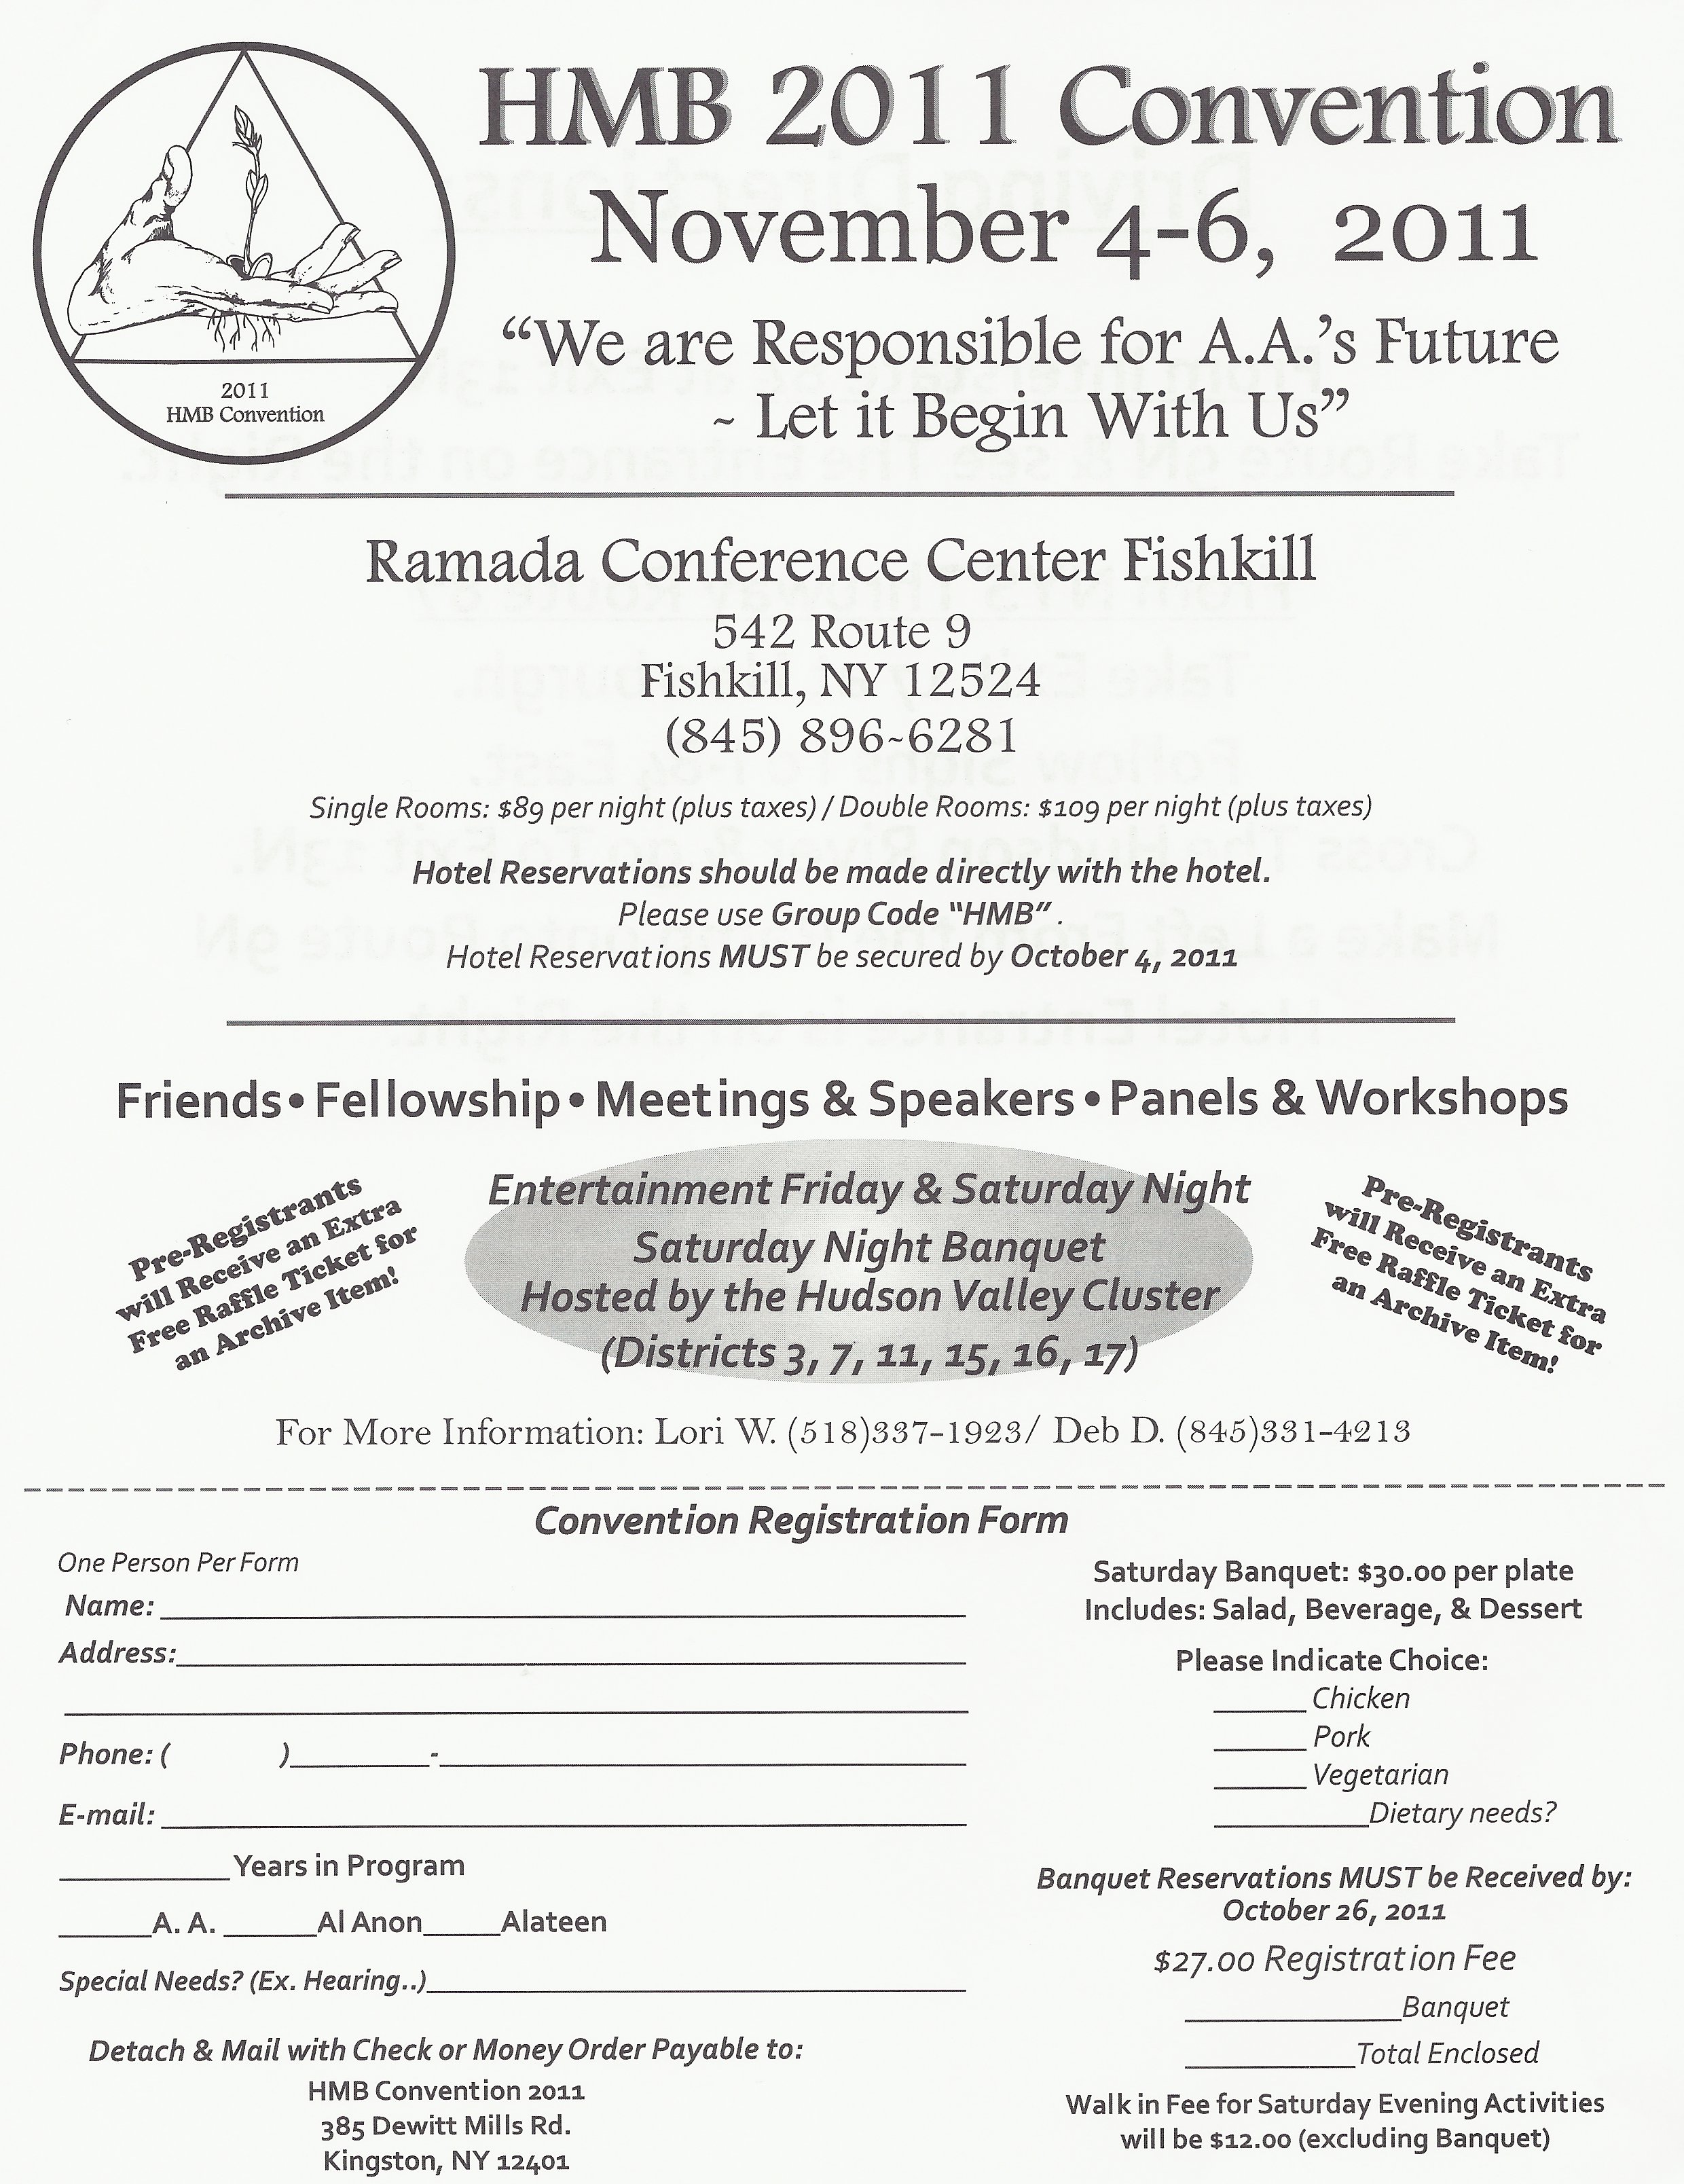 HMB 2011 Convention
November 4-6, 2011
“We are Responsible for A.A.’s Future
~ Let it Begin With Us”
2011
HMB Convention
Ramada Conference Center Fishkill
542 Route 9
Fishkill, NY 12524
(845) 896~6281
Single Rooms: $89 per night (plus taxes) / Double Rooms: $109 per night (plus taxes)
Hotel Reservations should be made directly with the hotel.
Please use Group Code “HMB” .
Hotel Reservations MUST be secured by October 4, 2011
Friends• Fellowship• Meetings & Speakers • Panels & Workshops
Pre-Registrants
will Receive an Extra
Free Raffle Ticket for
an Archive Item!
Entertainment Friday & Saturday Night
Saturday Night Banquet
Hosted by the Hudson Valley Cluster
(Districts 3, 7, 11, 15, 16, 17)
Pre-Registrants
will Receive an Extra
Free Raffle Ticket for
an Archive Item!
For More Information: Lori W. (518)337-1923/ Deb D. (845)331-4213
Convention Registration Form
One Person Per Form
Name:
Address:
Phone: ( ) -
E-mail:
Years in Program
A. A. Al Anon Alateen
Special Needs? (Ex. Hearing..)
Detach & Mail with Check or Money Order Payable to:
HMB Convention 2011
385 Dewitt Mills Rd.
Kingston, NY 12401
Saturday Banquet: $30.00 per plate
Includes: Salad, Beverage, & Dessert
Please Indicate Choice:
Chicken
Pork
Vegetarian
Dietary needs?
Banquet Reservations MUST be Received by:
October 26, 2011
$27.00 Registration Fee
Banquet
Total Enclosed
Walk in Fee for Saturday Evening Activities
will be $12.00 (excluding Banquet)